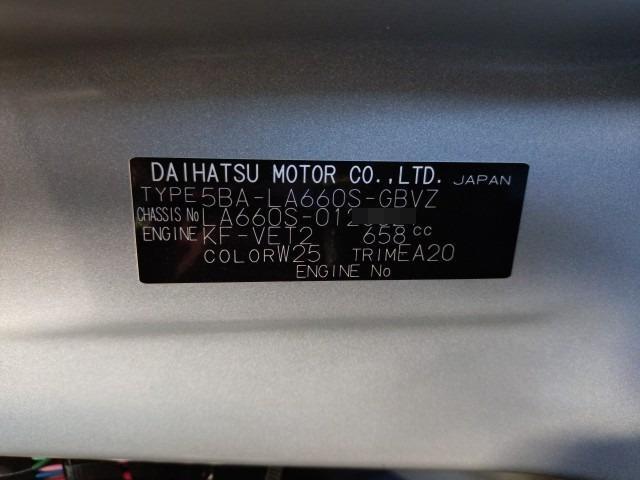 DAIHATSU MOTOR CO.,LTD. JAPAN
TYPE 5BA-LA660S-GBVZ
CHASSIS No LA660S-012
ENGINE KF-VET2 658 cc
COLOR W25 TRIM EA20
ENGINE No